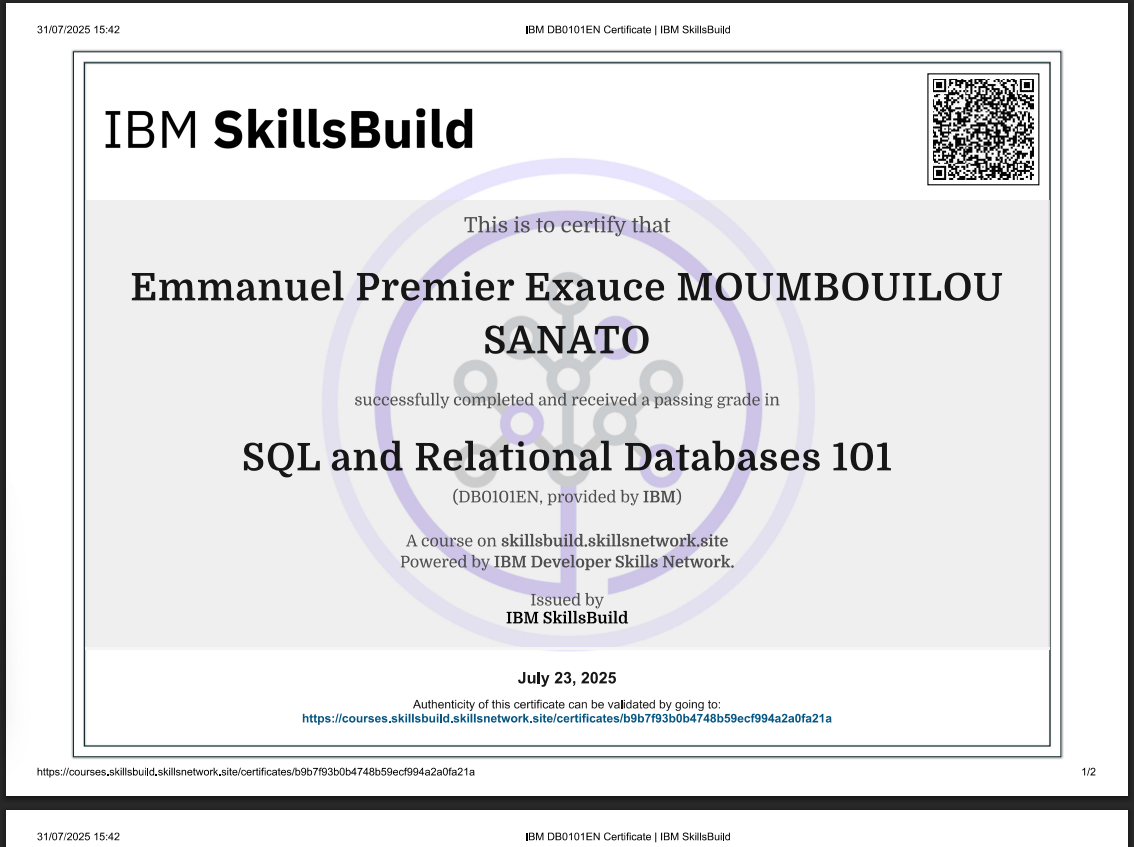 31/07/2025 15:42 IBM DB0101EN Certificate | IBM SkillsBuild
IBM SkillsBuild
This is to certify that
Emmanuel Premier Exauce MOUMBOUILOU
SANATO
successfully completed and received a passing grade in
SQL and Relational Databases 101
(DB0101EN, provided by IBM)
A course on skillsbuild.skillsnetwork.site
Powered by IBM Developer Skills Network.
Issued by
IBM SkillsBuild
July 23, 2025
Authenticity of this certificate can be validated by going to:
https://courses.skillsbuild.skillsnetwork.site/certificates/b9b7f93b0b4748b59ecf994a2a0fa21a
https://courses.skillsbuild.skillsnetwork.site/certificates/b9b7f93b0b4748b59ecf994a2a0fa21a 1/2
31/07/2025 15:42 IBM DB0101EN Certificate | IBM SkillsBuild